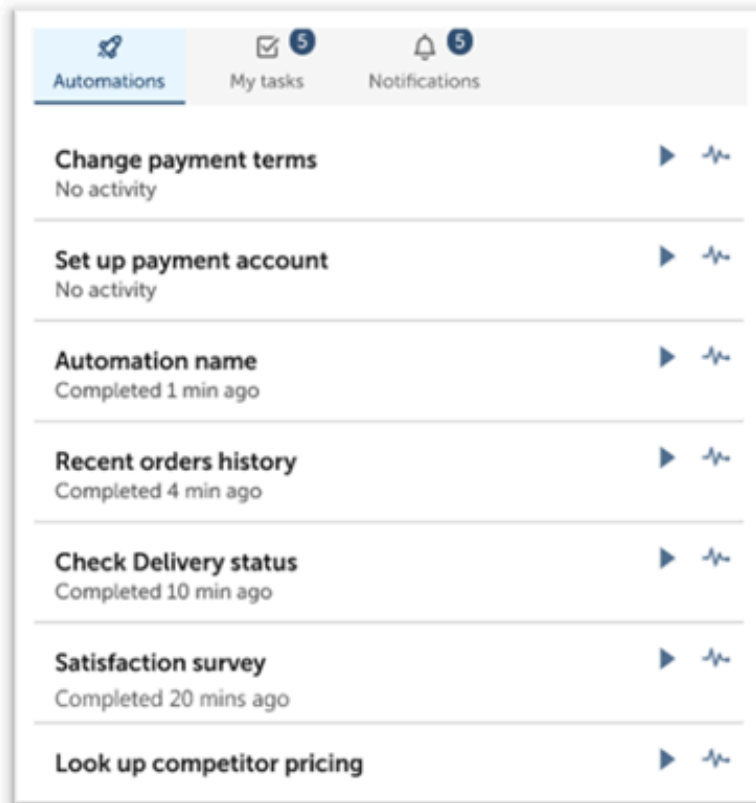 5
5
Automations
My tasks
Notifications
Change payment terms
No activity
Set up payment account
No activity
Automation name
Completed 1 min ago
Recent orders history
Completed 4 min ago
Check Delivery status
Completed 10 min ago
Satisfaction survey
Completed 20 mins ago
Look up competitor pricing